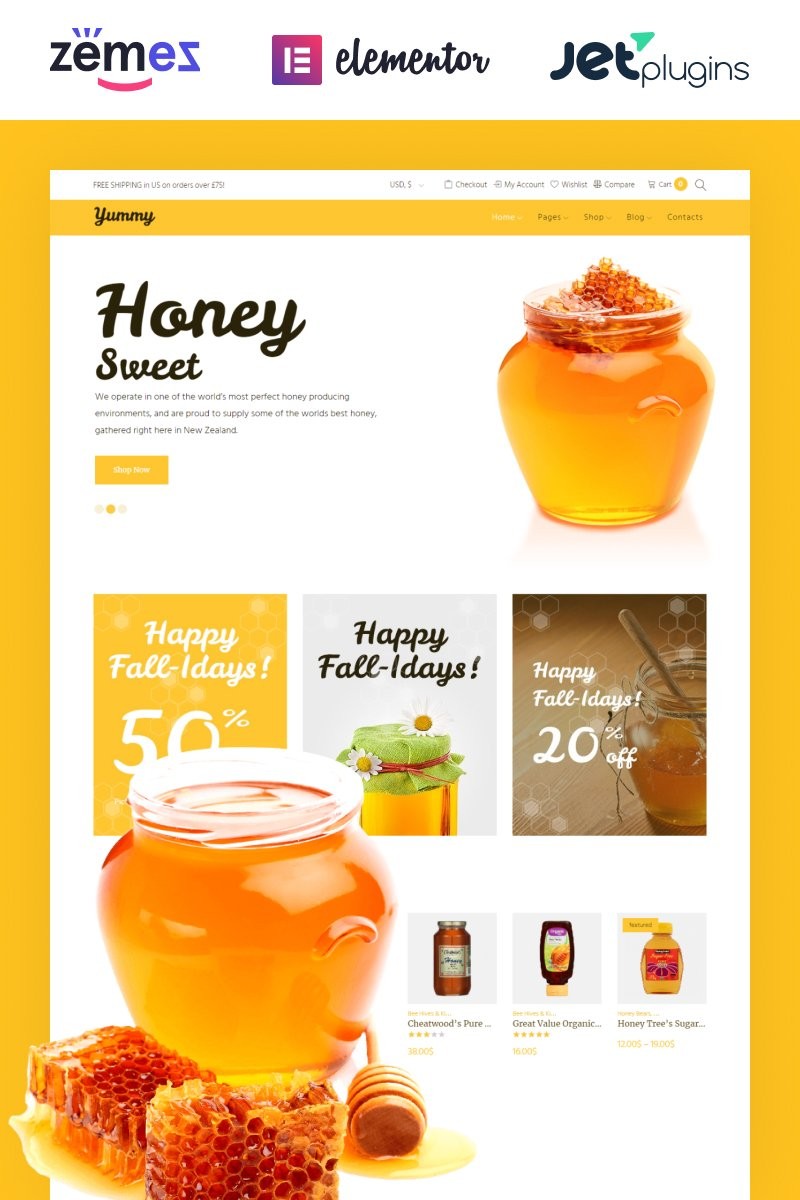 zemez
elementor
Jetplugins
FREE SHIPPING in US on orders over £75!
USD, $
Checkout
My Account
Wishlist
Compare
Cart
0
Yummy
Home
Pages
Shop
Blog
Contacts
Honey
Sweet
We operate in one of the world's most perfect honey producing
environments, and are proud to supply some of the worlds best honey,
gathered right here in New Zealand.
Shop Now
Happy
Fall-Idays!
50%
Happy
Fall-Idays!
Happy
Fall-Idays!
20%
off
featured
Bee Hives & Ki...
Cheatwood's Pure ...
38.00$
Bee Hives & Ki...
Great Value Organic...
16.00$
Honey Bears, ...
Honey Tree's Sugar...
12.00$ – 19.00$